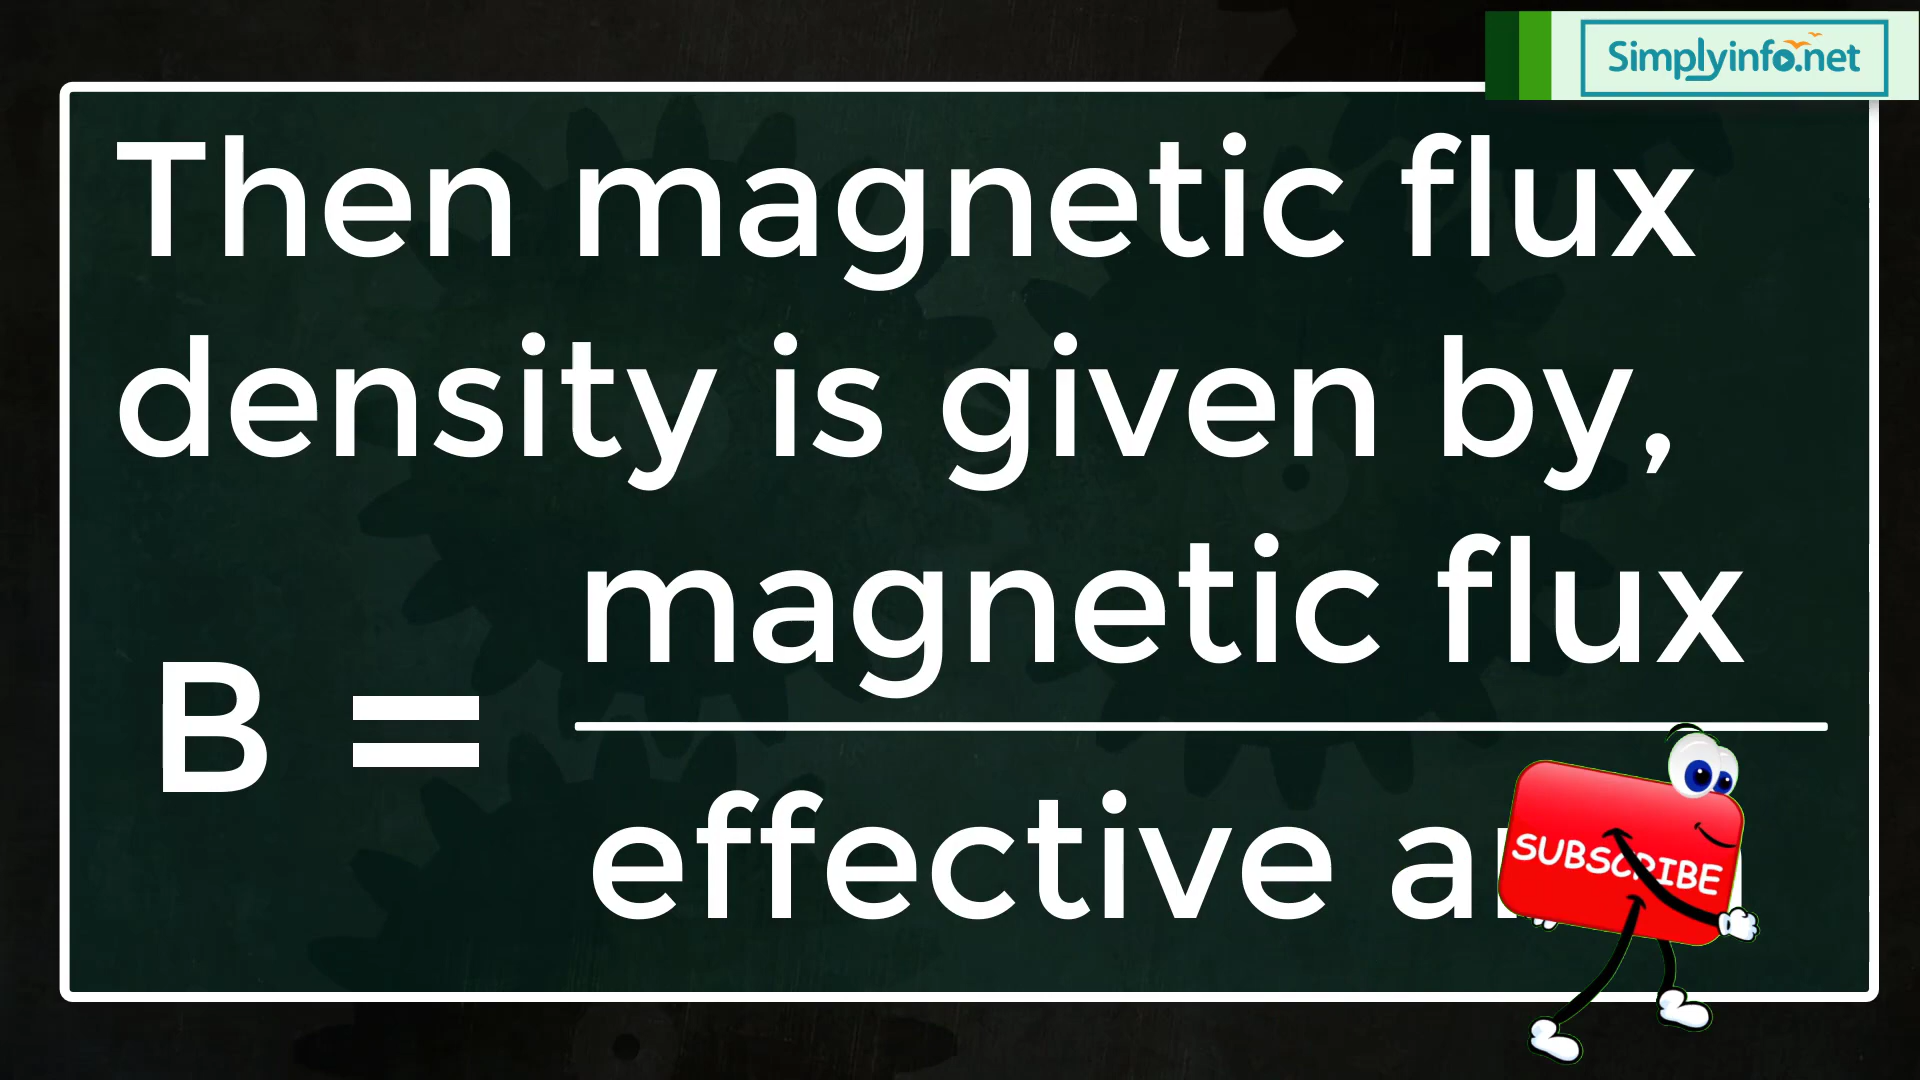 Simplyinfo.net
Then magnetic flux
density is given by,
magnetic flux
B =
effective
SUBSCRIBE